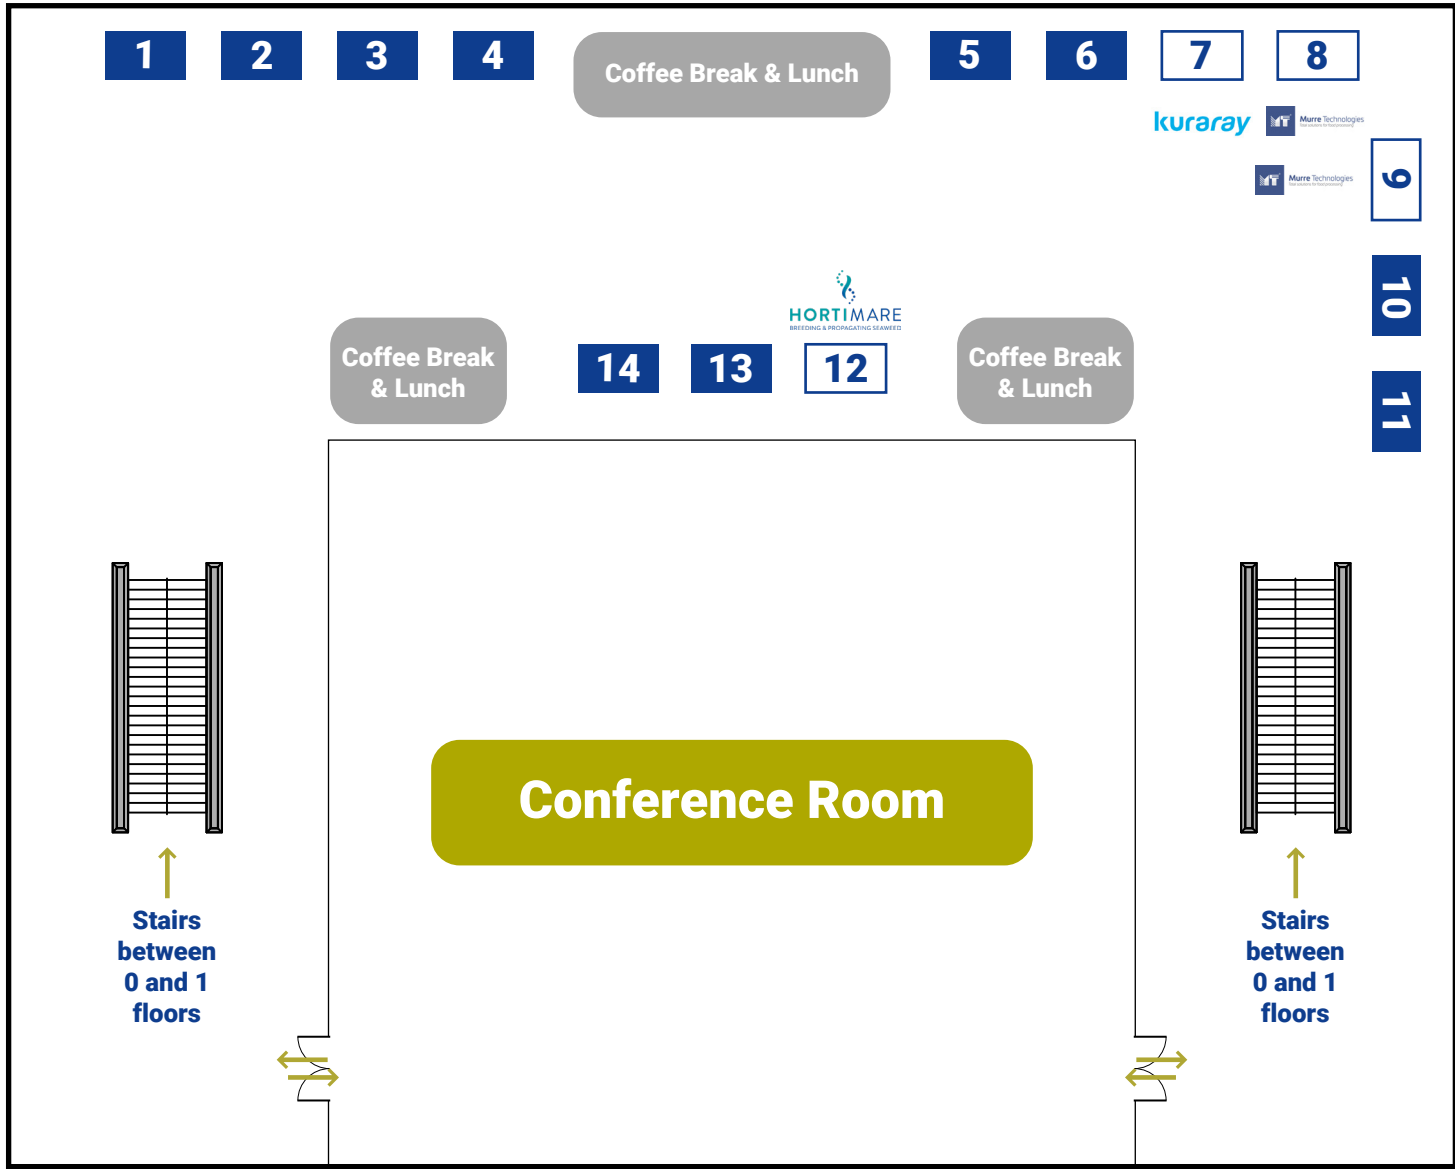 1 2 3 4 Coffee Break & Lunch 5 6 7 8
kuraray MT Murre Technologies
MT Murre Technologies
9
10
11
HORTIMARE
BREEDING & PROPAGATING SEAWEED
Coffee Break
& Lunch
14 13 12
Coffee Break
& Lunch
Conference Room
Stairs
between
0 and 1
floors
Stairs
between
0 and 1
floors